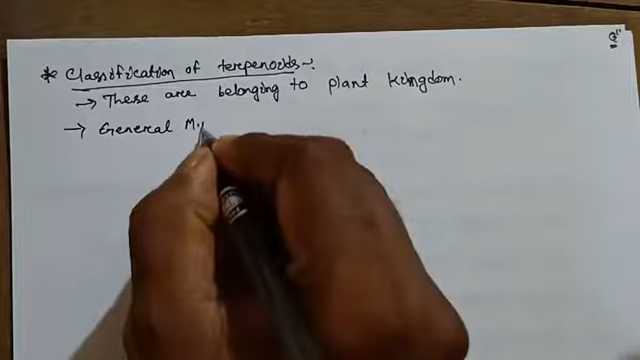 * Classification of terpenoids :-
→ These are belonging to plant kingdom.
→ General M